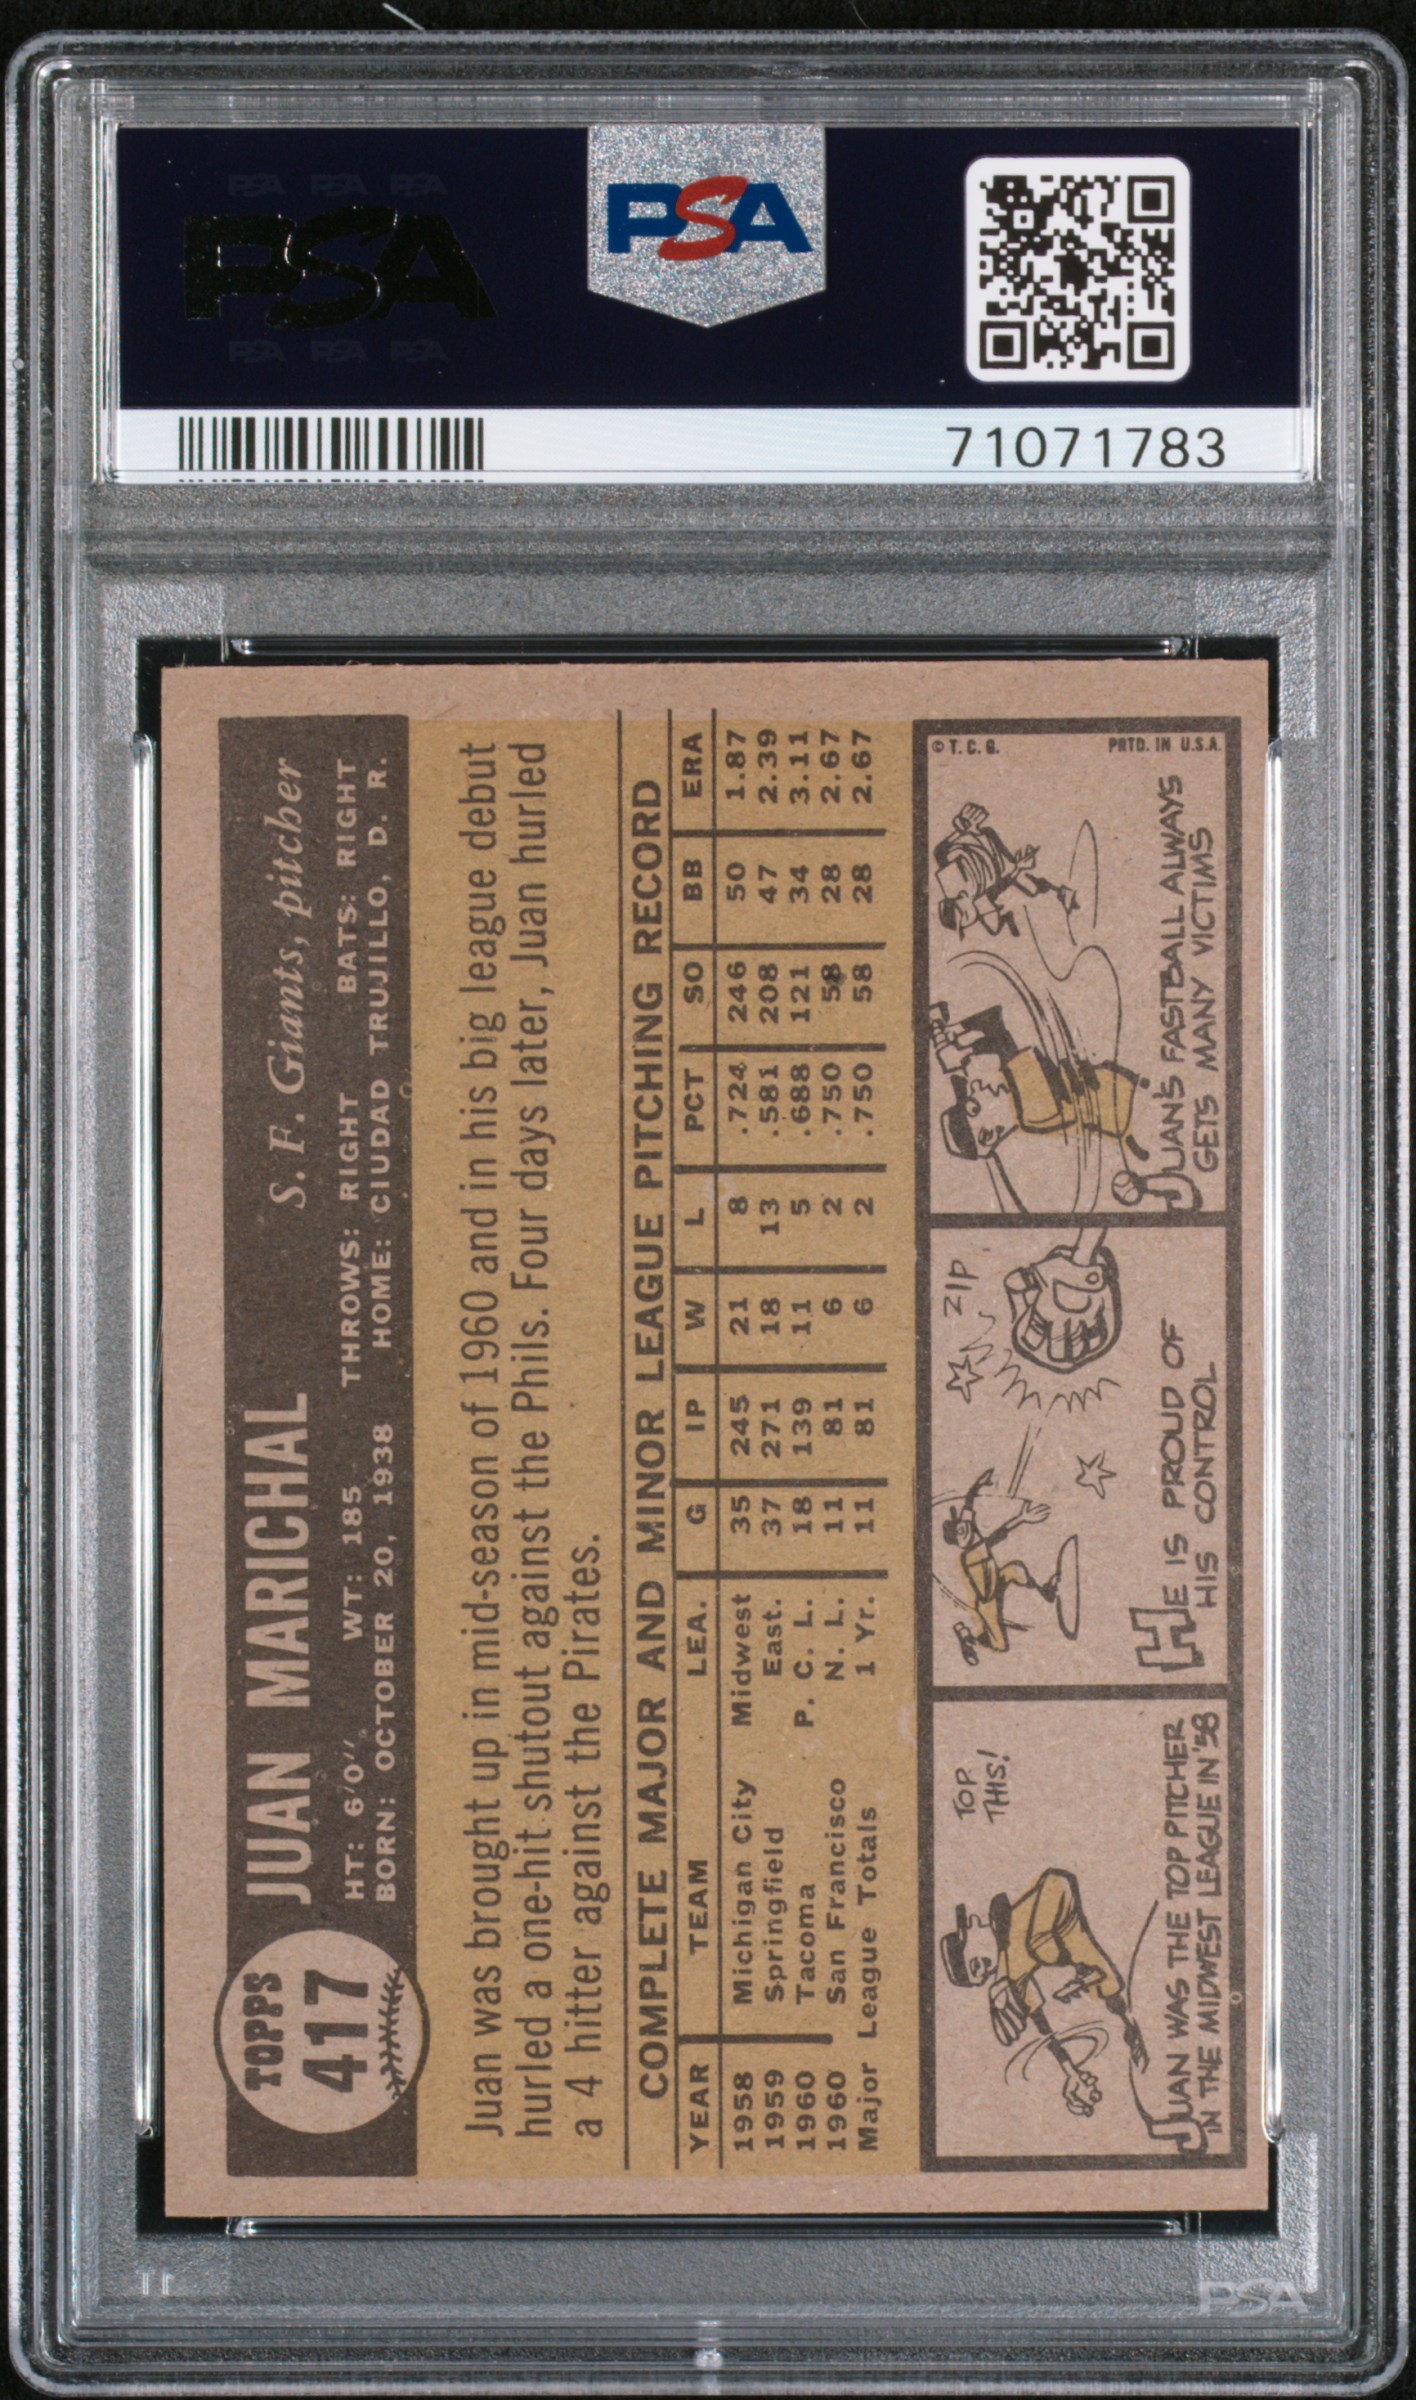 PSA PSA PSA
PSA
PSA PSA PSA
PSA
71071783
TOPPS
417
JUAN MARICHAL S. F. Giants, pitcher
HT: 6'0" WT: 185 THROWS: RIGHT BATS: RIGHT
BORN: OCTOBER 20, 1938 HOME: CIUDAD TRUJILLO, D. R.
Juan was brought up in mid-season of 1960 and in his big league debut
hurled a one-hit shutout against the Phils. Four days later, Juan hurled
a 4 hitter against the Pirates.
COMPLETE MAJOR AND MINOR LEAGUE PITCHING RECORD
YEAR TEAM LEA. G IP W L PCT SO BB ERA
1958 Michigan City Midwest 35 245 21 8 .724 246 50 1.87
1959 Springfield East. 37 271 18 13 .581 208 47 2.39
1960 Tacoma P. C. L. 18 139 11 5 .688 121 34 3.11
1960 San Francisco N. L. 11 81 6 2 .750 58 28 2.67
Major League Totals 1 Yr. 11 81 6 2 .750 58 28 2.67
TOP
THIS!
JUAN WAS THE TOP PITCHER
IN THE MIDWEST LEAGUE IN '58
ZIP
HE IS PROUD OF
HIS CONTROL
© T. C. G.
JUAN'S FASTBALL ALWAYS
GETS MANY VICTIMS
PRTD. IN U.S.A.
PSA